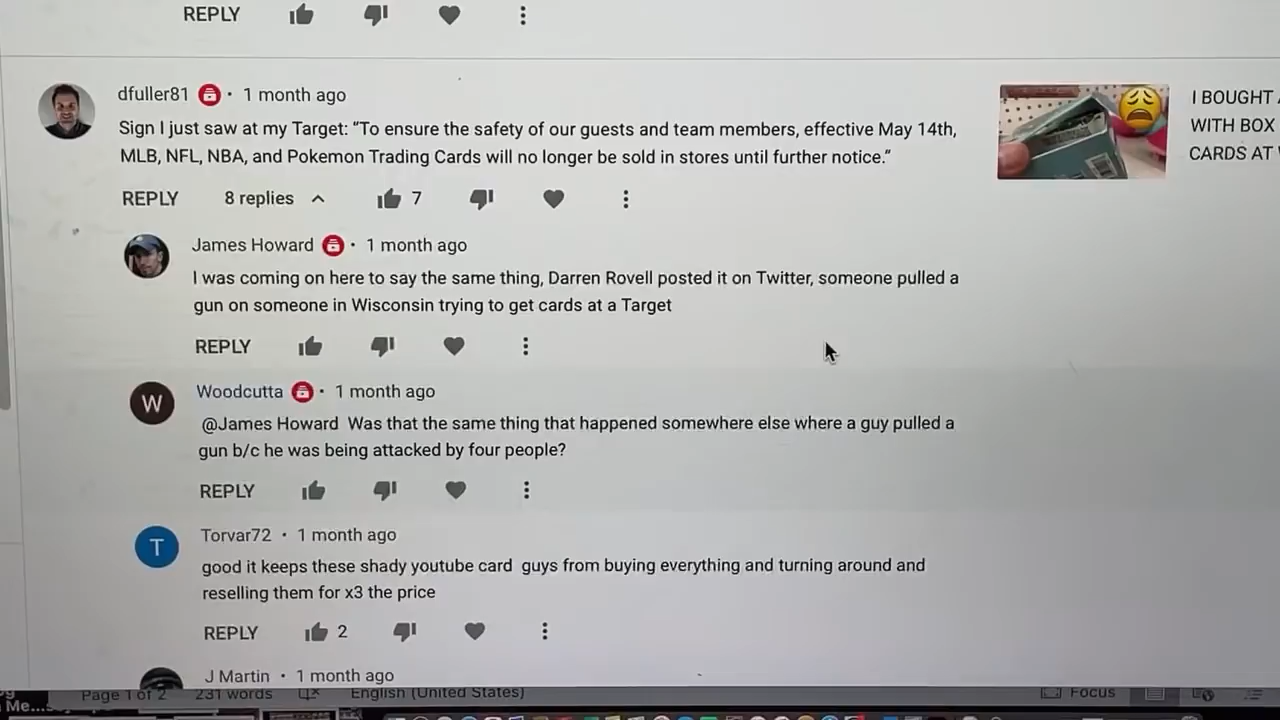 REPLY
dfuller81 · 1 month ago
Sign I just saw at my Target: “To ensure the safety of our guests and team members, effective May 14th,
MLB, NFL, NBA, and Pokemon Trading Cards will no longer be sold in stores until further notice.“
REPLY 8 replies 7
I BOUGHT
WITH BOX
CARDS AT
James Howard · 1 month ago
I was coming on here to say the same thing, Darren Rovell posted it on Twitter, someone pulled a
gun on someone in Wisconsin trying to get cards at a Target
REPLY
W
Woodcutta · 1 month ago
@James Howard Was that the same thing that happened somewhere else where a guy pulled a
gun b/c he was being attacked by four people?
REPLY
T
Torvar72 · 1 month ago
good it keeps these shady youtube card guys from buying everything and turning around and
reselling them for x3 the price
REPLY 2
J Martin · 1 month ago
Page 1 of 2 231 words English (United States) Focus
Me...